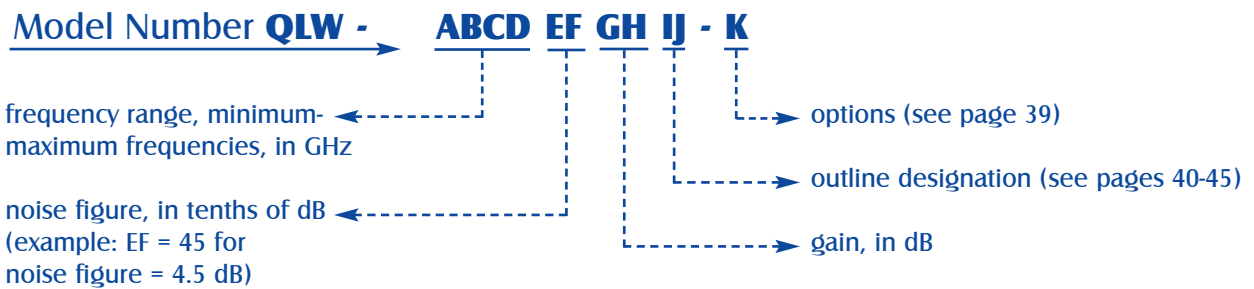 Model Number QLW - ABCD EF GH IJ - K
frequency range, minimum-
maximum frequencies, in GHz
noise figure, in tenths of dB
(example: EF = 45 for
noise figure = 4.5 dB)
options (see page 39)
outline designation (see pages 40-45)
gain, in dB